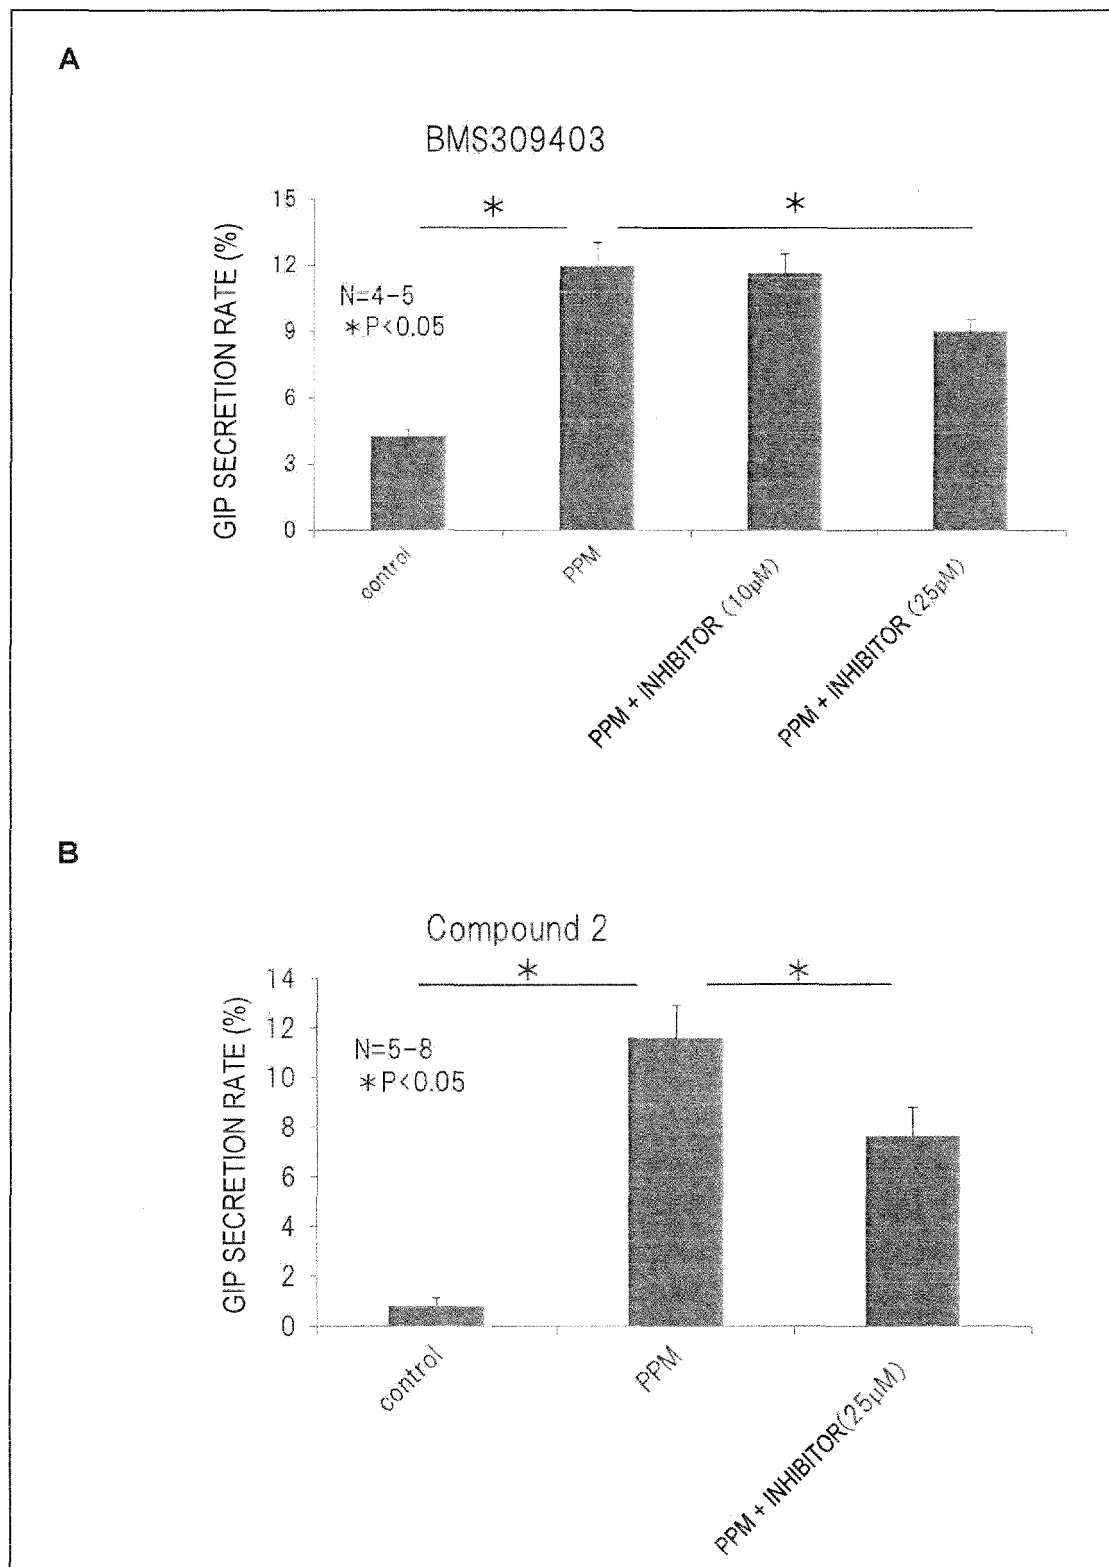 A
BMS309403
GIP SECRETION RATE (%)
15
12
9
6
3
0
*
*
N=4-5
*P<0.05
control
PPM
PPM + INHIBITOR (10μM)
PPM + INHIBITOR (25μM)
B
Compound 2
GIP SECRETION RATE (%)
14
12
10
8
6
4
2
0
*
*
N=5-8
*P<0.05
control
PPM
PPM + INHIBITOR(25μM)